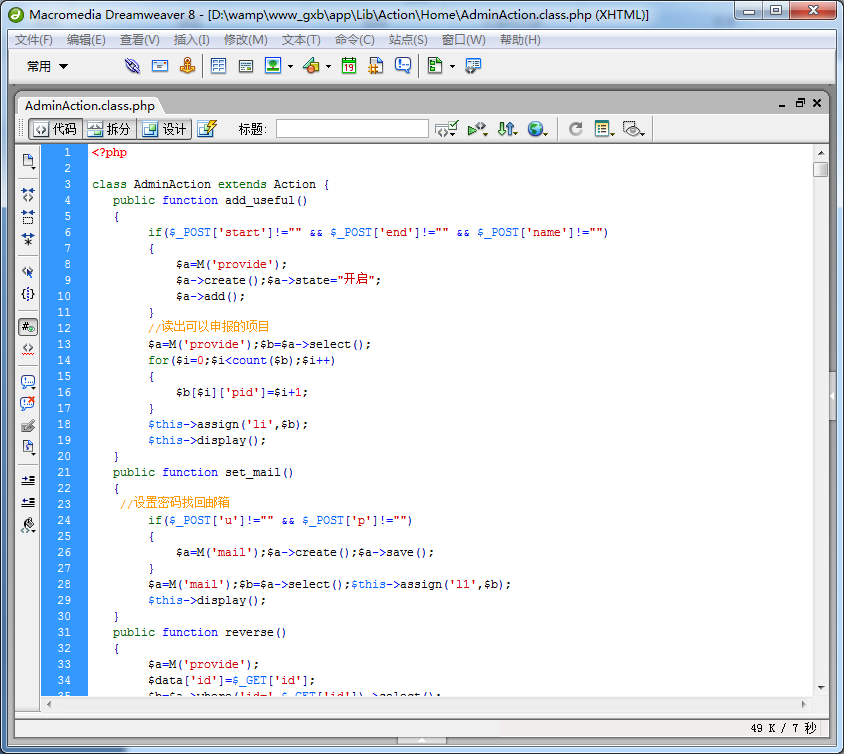 Macromedia Dreamweaver 8 - [D:\wamp\www_gxb\app\Lib\Action\Home\AdminAction.class.php (XHTML)]
文件(F) 编辑(E) 查看(V) 插入(I) 修改(M) 文本(T) 命令(C) 站点(S) 窗口(W) 帮助(H)
常用
19
AdminAction.class.php
代码 拆分 设计 标题:
1 <?php
2
3 class AdminAction extends Action {
4 public function add_useful()
5 {
6 if($_POST['start']!="" && $_POST['end']!="" && $_POST['name']!="")
7 {
8 $a=M('provide');
9 $a->create();$a->state="开启";
10 $a->add();
11 }
12 //读出可以申报的项目
13 $a=M('provide');$b=$a->select();
14 for($i=0;$i<count($b);$i++)
15 {
16 $b[$i]['pid']=$i+1;
17 }
18 $this->assign('li',$b);
19 $this->display();
20 }
21 public function set_mail()
22 {
23 //设置密码找回邮箱
24 if($_POST['u']!="" && $_POST['p']!="")
25 {
26 $a=M('mail');$a->create();$a->save();
27 }
28 $a=M('mail');$b=$a->select();$this->assign('l1',$b);
29 $this->display();
30 }
31 public function reverse()
32 {
33 $a=M('provide');
34 $data['id']=$_GET['id'];
35 $b=$a->where('id='.$_GET['id'])->select();
49 K / 7 秒